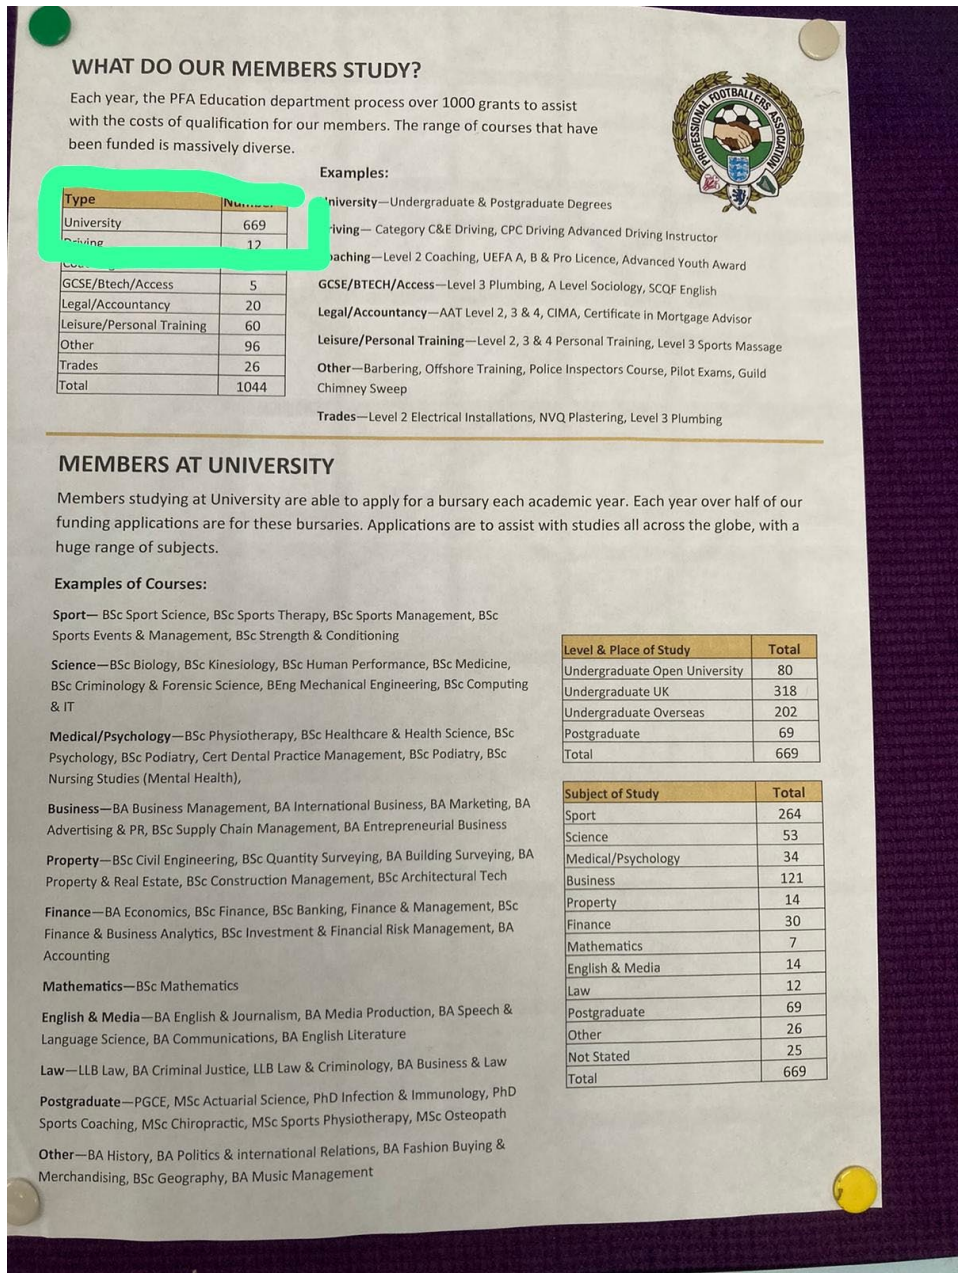 WHAT DO OUR MEMBERS STUDY?
Each year, the PFA Education department process over 1000 grants to assist
with the costs of qualification for our members. The range of courses that have
been funded is massively diverse.
PROFESSIONAL FOOTBALLERS ASSOCIATION
Type
University 669
Driving 12
GCSE/Btech/Access 5
Legal/Accountancy 20
Leisure/Personal Training 60
Other 96
Trades 26
Total 1044
Examples:
University—Undergraduate & Postgraduate Degrees
Driving— Category C&E Driving, CPC Driving Advanced Driving Instructor
Coaching—Level 2 Coaching, UEFA A, B & Pro Licence, Advanced Youth Award
GCSE/BTECH/Access—Level 3 Plumbing, A Level Sociology, SCQF English
Legal/Accountancy—AAT Level 2, 3 & 4, CIMA, Certificate in Mortgage Advisor
Leisure/Personal Training—Level 2, 3 & 4 Personal Training, Level 3 Sports Massage
Other—Barbering, Offshore Training, Police Inspectors Course, Pilot Exams, Guild
Chimney Sweep
Trades—Level 2 Electrical Installations, NVQ Plastering, Level 3 Plumbing
MEMBERS AT UNIVERSITY
Members studying at University are able to apply for a bursary each academic year. Each year over half of our
funding applications are for these bursaries. Applications are to assist with studies all across the globe, with a
huge range of subjects.
Examples of Courses:
Sport— BSc Sport Science, BSc Sports Therapy, BSc Sports Management, BSc
Sports Events & Management, BSc Strength & Conditioning
Science—BSc Biology, BSc Kinesiology, BSc Human Performance, BSc Medicine,
BSc Criminology & Forensic Science, BEng Mechanical Engineering, BSc Computing
& IT
Medical/Psychology—BSc Physiotherapy, BSc Healthcare & Health Science, BSc
Psychology, BSc Podiatry, Cert Dental Practice Management, BSc Podiatry, BSc
Nursing Studies (Mental Health),
Business—BA Business Management, BA International Business, BA Marketing, BA
Advertising & PR, BSc Supply Chain Management, BA Entrepreneurial Business
Property—BSc Civil Engineering, BSc Quantity Surveying, BA Building Surveying, BA
Property & Real Estate, BSc Construction Management, BSc Architectural Tech
Finance—BA Economics, BSc Finance, BSc Banking, Finance & Management, BSc
Finance & Business Analytics, BSc Investment & Financial Risk Management, BA
Accounting
Mathematics—BSc Mathematics
English & Media—BA English & Journalism, BA Media Production, BA Speech &
Language Science, BA Communications, BA English Literature
Law—LLB Law, BA Criminal Justice, LLB Law & Criminology, BA Business & Law
Postgraduate—PGCE, MSc Actuarial Science, PhD Infection & Immunology, PhD
Sports Coaching, MSc Chiropractic, MSc Sports Physiotherapy, MSc Osteopath
Other—BA History, BA Politics & international Relations, BA Fashion Buying &
Merchandising, BSc Geography, BA Music Management
Level & Place of Study Total
Undergraduate Open University 80
Undergraduate UK 318
Undergraduate Overseas 202
Postgraduate 69
Total 669
Subject of Study Total
Sport 264
Science 53
Medical/Psychology 34
Business 121
Property 14
Finance 30
Mathematics 7
English & Media 14
Law 12
Postgraduate 69
Other 26
Not Stated 25
Total 669